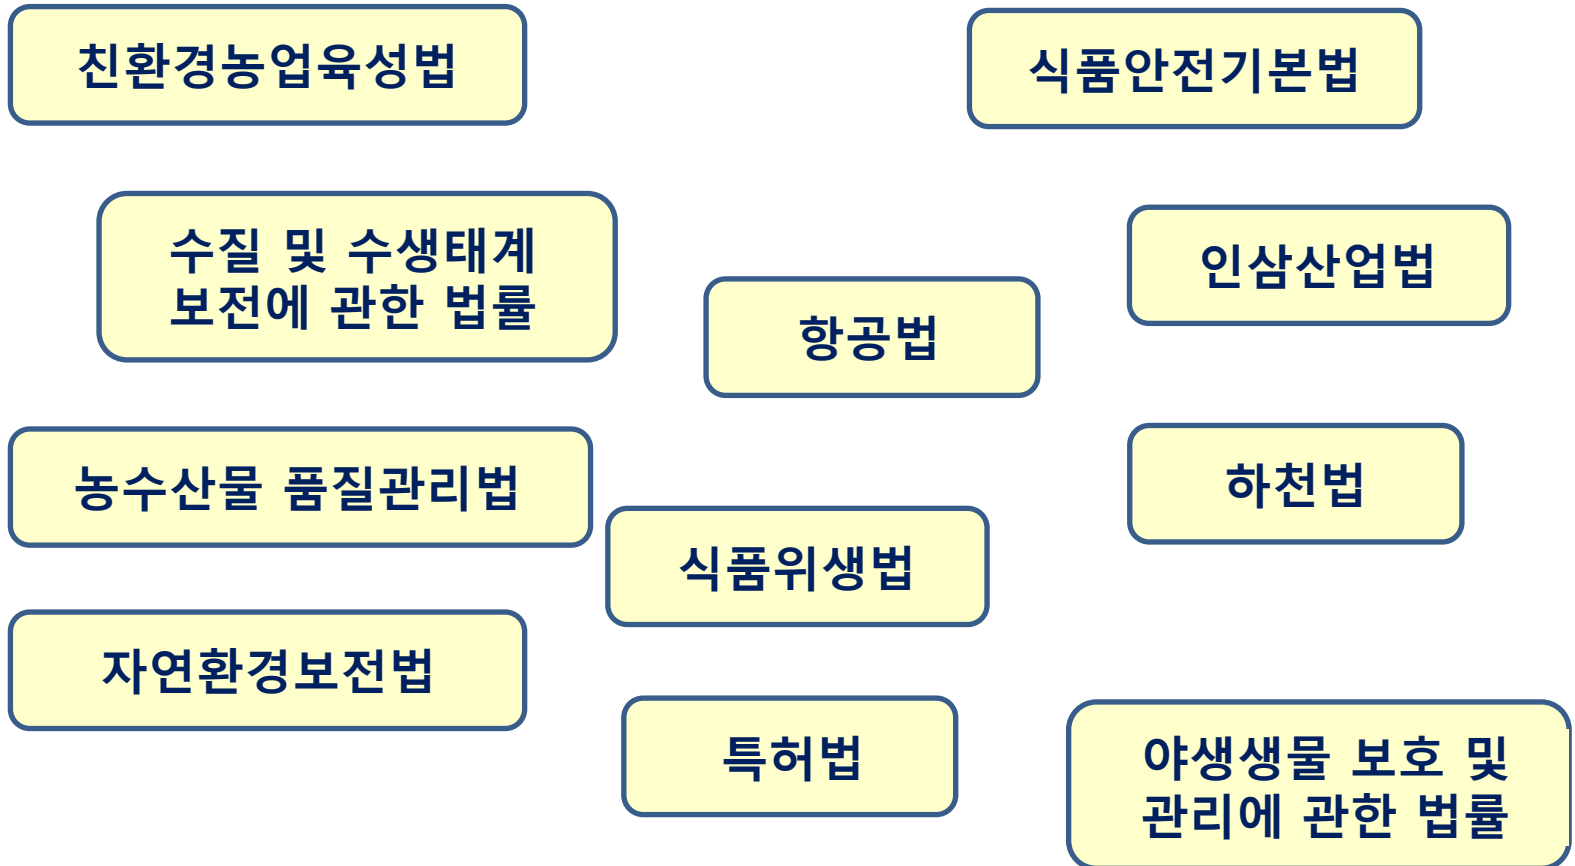 친환경농업육성법
식품안전기본법
수질 및 수생태계
보전에 관한 법률
인삼산업법
항공법
농수산물 품질관리법
하천법
식품위생법
자연환경보전법
특허법
야생생물 보호 및
관리에 관한 법률